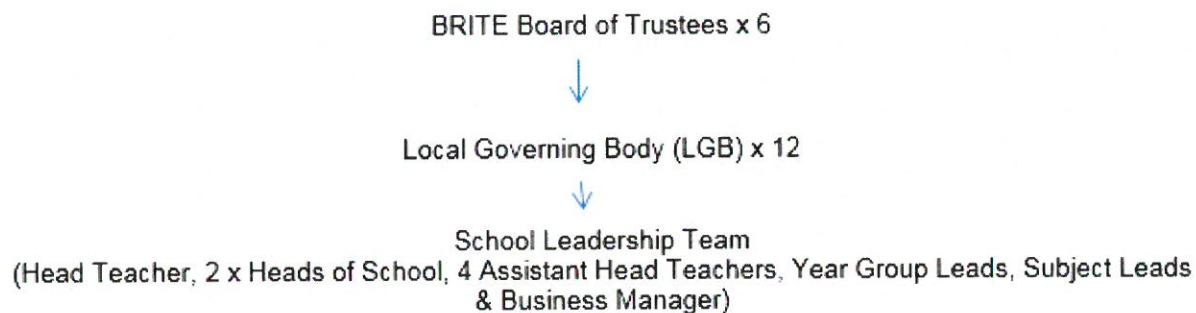 BRITE Board of Trustees x 6
Local Governing Body (LGB) x 12
School Leadership Team
(Head Teacher, 2 x Heads of School, 4 Assistant Head Teachers, Year Group Leads, Subject Leads
& Business Manager)